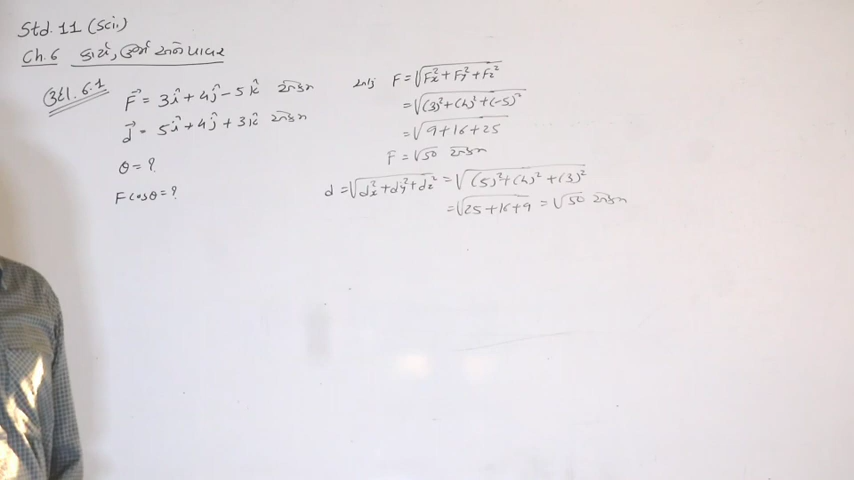 Std. 11 (Sci.)
Ch. 6 કાર્ય, ઊર્જા અને પાવર
ઉદા. 6.1
F⃗ = 3î + 4ĵ − 5k̂ એકમ
d⃗ = 5î + 4ĵ + 3k̂ એકમ
θ = ?
F cosθ = ?
F = √(Fx² + Fy² + Fz²)
= √((3)² + (4)² + (−5)²)
= √(9 + 16 + 25)
F = √50 એકમ
d = √(dx² + dy² + dz²) = √((5)² + (4)² + (3)²)
= √(25 + 16 + 9) = √50 એકમ